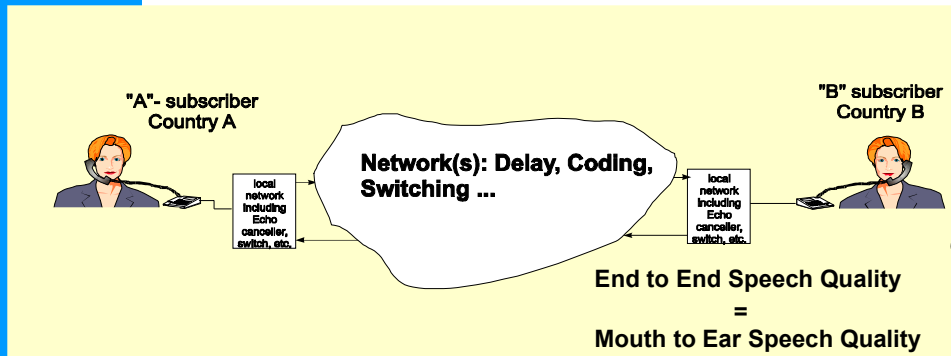 "A"- subscriber
Country A
"B" subscriber
Country B
Network(s): Delay, Coding,
Switching ...
local
network
including
Echo
canceller,
switch, etc.
local
network
including
Echo
canceller,
switch, etc.
End to End Speech Quality
=
Mouth to Ear Speech Quality